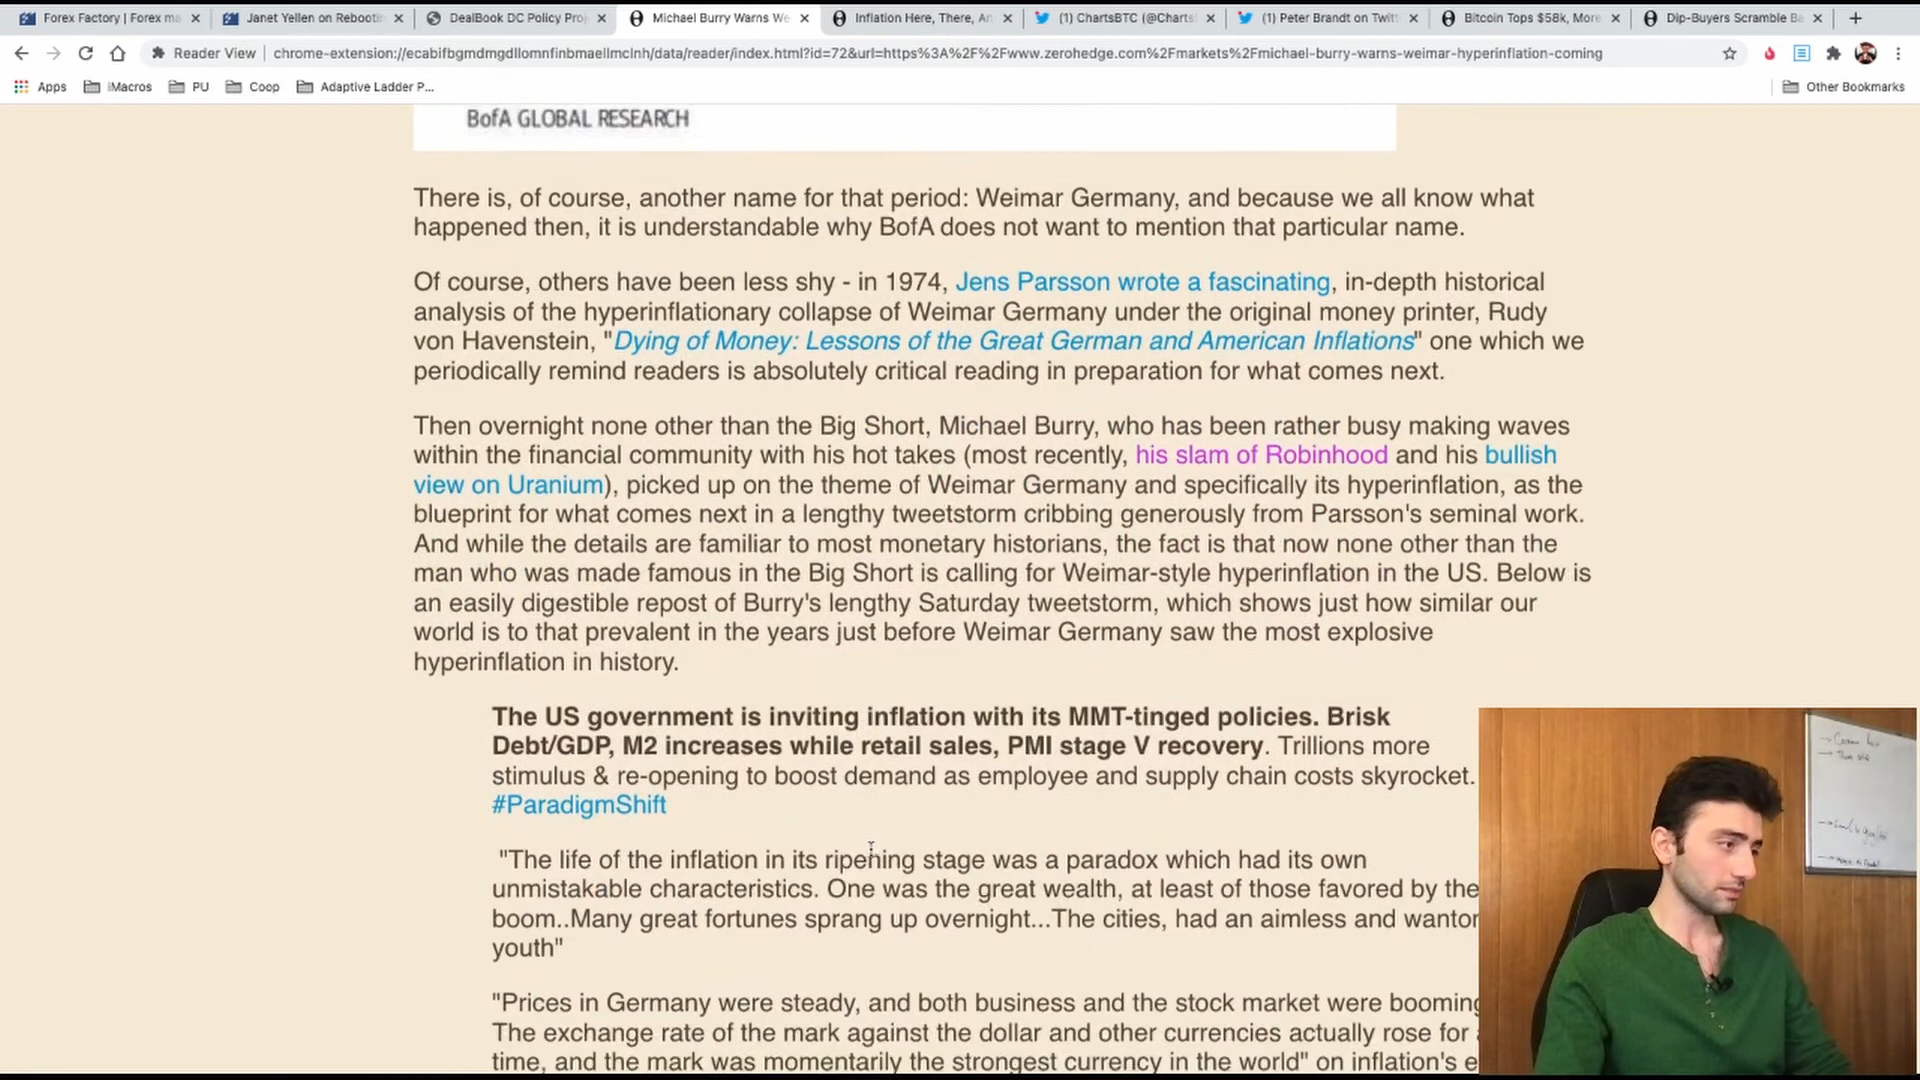 Forex Factory | Forex ma
Janet Yellen on Rebootin
DealBook DC Policy Proj
Michael Burry Warns We
Inflation Here, There, An
(1) ChartsBTC (@Charts
(1) Peter Brandt on Twitt
Bitcoin Tops $58k, More
Dip-Buyers Scramble Ba
Reader View
chrome-extension://ecabifbgmdmgdllomnfinbmaellmclnh/data/reader/index.html?id=72&url=https%3A%2F%2Fwww.zerohedge.com%2Fmarkets%2Fmichael-burry-warns-weimar-hyperinflation-coming
Apps
iMacros
PU
Coop
Adaptive Ladder P...
Other Bookmarks
BofA GLOBAL RESEARCH
There is, of course, another name for that period: Weimar Germany, and because we all know what
happened then, it is understandable why BofA does not want to mention that particular name.
Of course, others have been less shy - in 1974, Jens Parsson wrote a fascinating, in-depth historical
analysis of the hyperinflationary collapse of Weimar Germany under the original money printer, Rudy
von Havenstein, "Dying of Money: Lessons of the Great German and American Inflations" one which we
periodically remind readers is absolutely critical reading in preparation for what comes next.
Then overnight none other than the Big Short, Michael Burry, who has been rather busy making waves
within the financial community with his hot takes (most recently, his slam of Robinhood and his bullish
view on Uranium), picked up on the theme of Weimar Germany and specifically its hyperinflation, as the
blueprint for what comes next in a lengthy tweetstorm cribbing generously from Parsson's seminal work.
And while the details are familiar to most monetary historians, the fact is that now none other than the
man who was made famous in the Big Short is calling for Weimar-style hyperinflation in the US. Below is
an easily digestible repost of Burry's lengthy Saturday tweetstorm, which shows just how similar our
world is to that prevalent in the years just before Weimar Germany saw the most explosive
hyperinflation in history.
The US government is inviting inflation with its MMT-tinged policies. Brisk
Debt/GDP, M2 increases while retail sales, PMI stage V recovery. Trillions more
stimulus & re-opening to boost demand as employee and supply chain costs skyrocket.
#ParadigmShift
"The life of the inflation in its ripening stage was a paradox which had its own
unmistakable characteristics. One was the great wealth, at least of those favored by the
boom..Many great fortunes sprang up overnight...The cities, had an aimless and wanton
youth"
"Prices in Germany were steady, and both business and the stock market were booming
The exchange rate of the mark against the dollar and other currencies actually rose for a
time, and the mark was momentarily the strongest currency in the world" on inflation's e